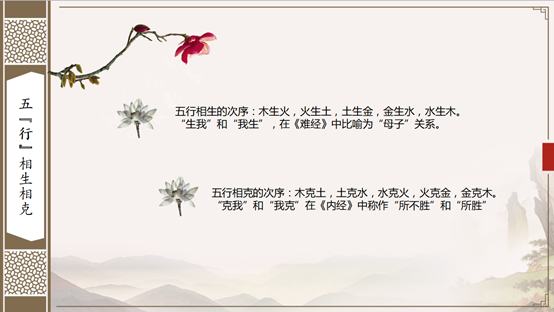 五『行』相生相克
五行相生的次序：木生火，火生土，土生金，金生水，水生木。
“生我”和“我生”，在《难经》中比喻为“母子”关系。
五行相克的次序：木克土，土克水，水克火，火克金，金克木。
“克我”和“我克”在《内经》中称作“所不胜”和“所胜”